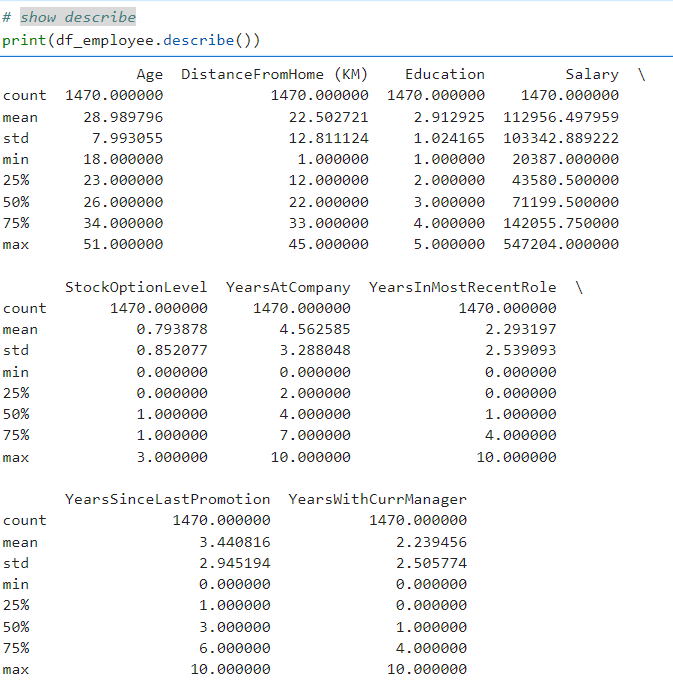 # show describe
print(df_employee.describe())
Age DistanceFromHome (KM) Education Salary \
count 1470.000000 1470.000000 1470.000000 1470.000000
mean 28.989796 22.502721 2.912925 112956.497959
std 7.993055 12.811124 1.024165 103342.889222
min 18.000000 1.000000 1.000000 20387.000000
25% 23.000000 12.000000 2.000000 43580.500000
50% 26.000000 22.000000 3.000000 71199.500000
75% 34.000000 33.000000 4.000000 142055.750000
max 51.000000 45.000000 5.000000 547204.000000
StockOptionLevel YearsAtCompany YearsInMostRecentRole \
count 1470.000000 1470.000000 1470.000000
mean 0.793878 4.562585 2.293197
std 0.852077 3.288048 2.539093
min 0.000000 0.000000 0.000000
25% 0.000000 2.000000 0.000000
50% 1.000000 4.000000 1.000000
75% 1.000000 7.000000 4.000000
max 3.000000 10.000000 10.000000
YearsSinceLastPromotion YearsWithCurrManager
count 1470.000000 1470.000000
mean 3.440816 2.239456
std 2.945194 2.505774
min 0.000000 0.000000
25% 1.000000 0.000000
50% 3.000000 1.000000
75% 6.000000 4.000000
max 10.000000 10.000000